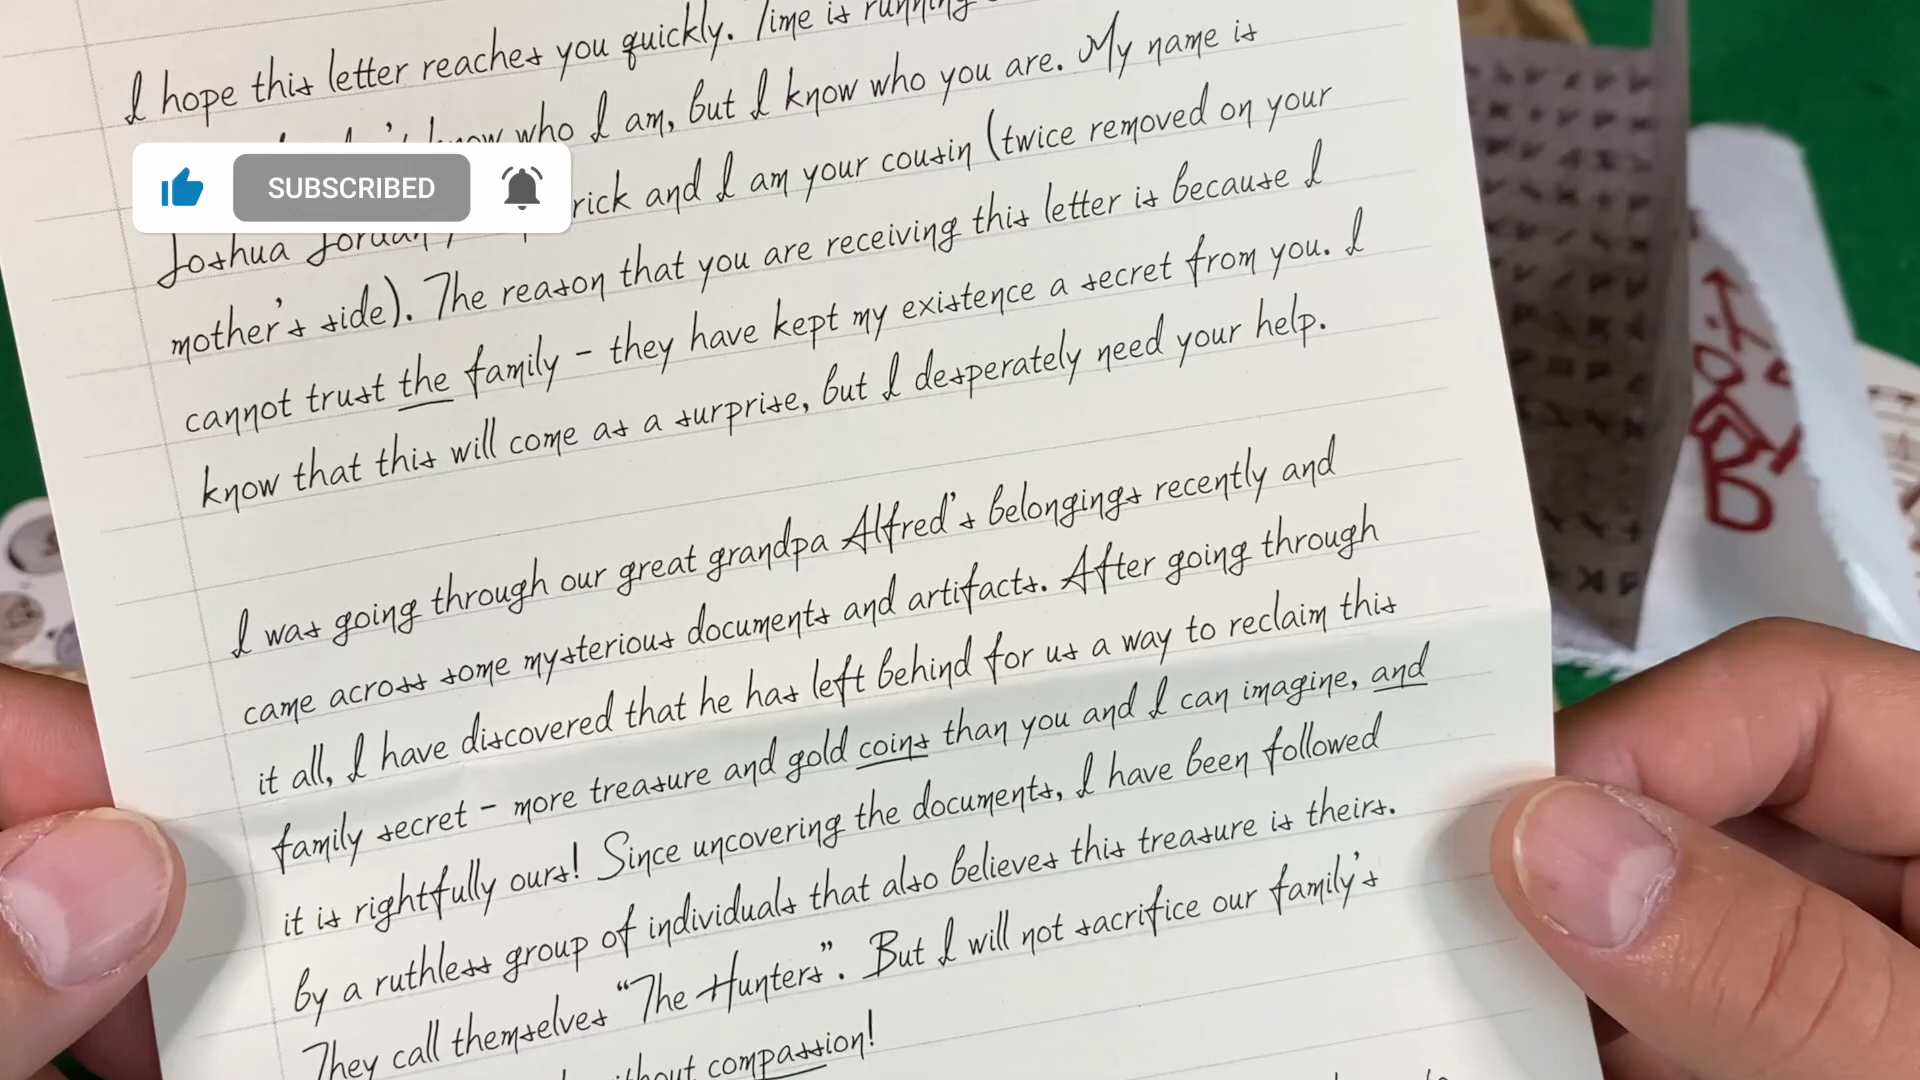 I hope this letter reaches you quickly. Time is running
know who I am, but I know who you are. My name is
Joshua Jordan and I am your cousin (twice removed on your
mother's side). The reason that you are receiving this letter is because I
cannot trust the family - they have kept my existence a secret from you. I
know that this will come as a surprise, but I desperately need your help.
I was going through our great grandpa Alfred's belongings recently and
came across some mysterious documents and artifacts. After going through
it all, I have discovered that he has left behind for us a way to reclaim this
family secret - more treasure and gold coins than you and I can imagine, and
it is rightfully ours! Since uncovering the documents, I have been followed
by a ruthless group of individuals that also believes this treasure is theirs.
They call themselves "The Hunters". But I will not sacrifice our family's
without compassion!
SUBSCRIBED